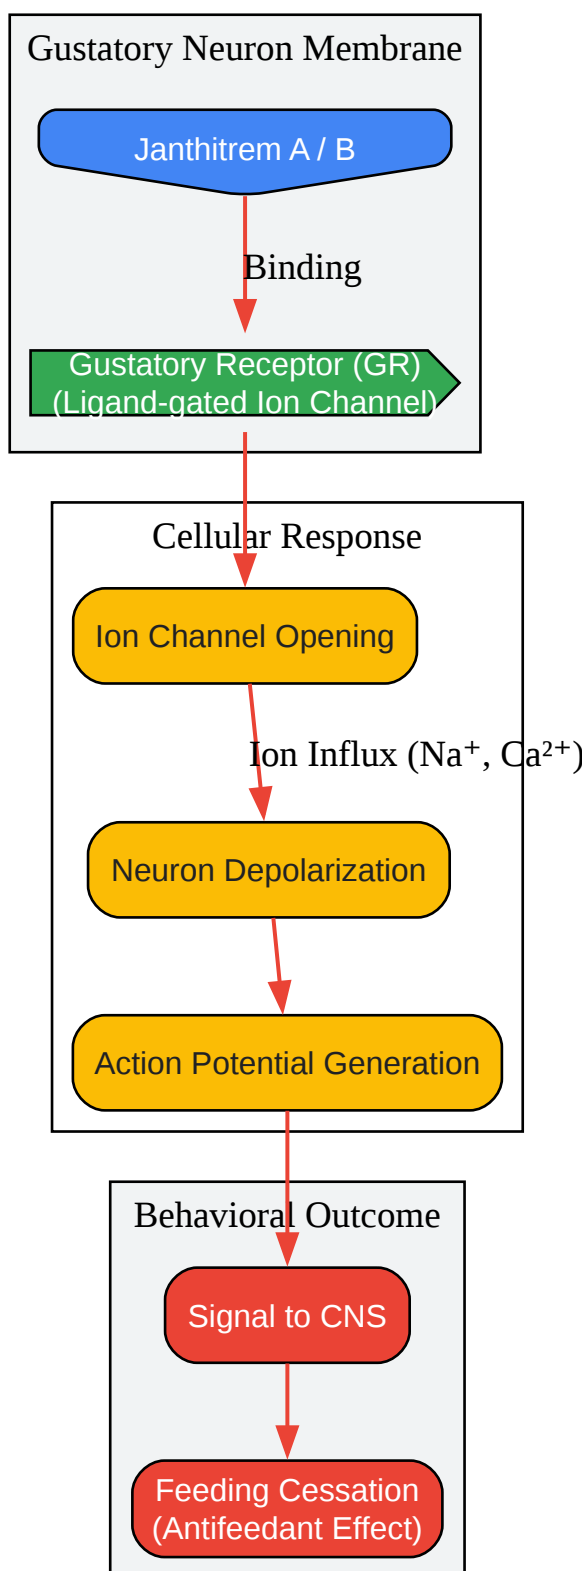 Gustatory Neuron Membrane
Janthitrem A / B
Binding
Gustatory Receptor (GR)
(Ligand-gated Ion Channel)
Cellular Response
Ion Channel Opening
Ion Influx (Na⁺, Ca²⁺)
Neuron Depolarization
Action Potential Generation
Behavioral Outcome
Signal to CNS
Feeding Cessation
(Antifeedant Effect)